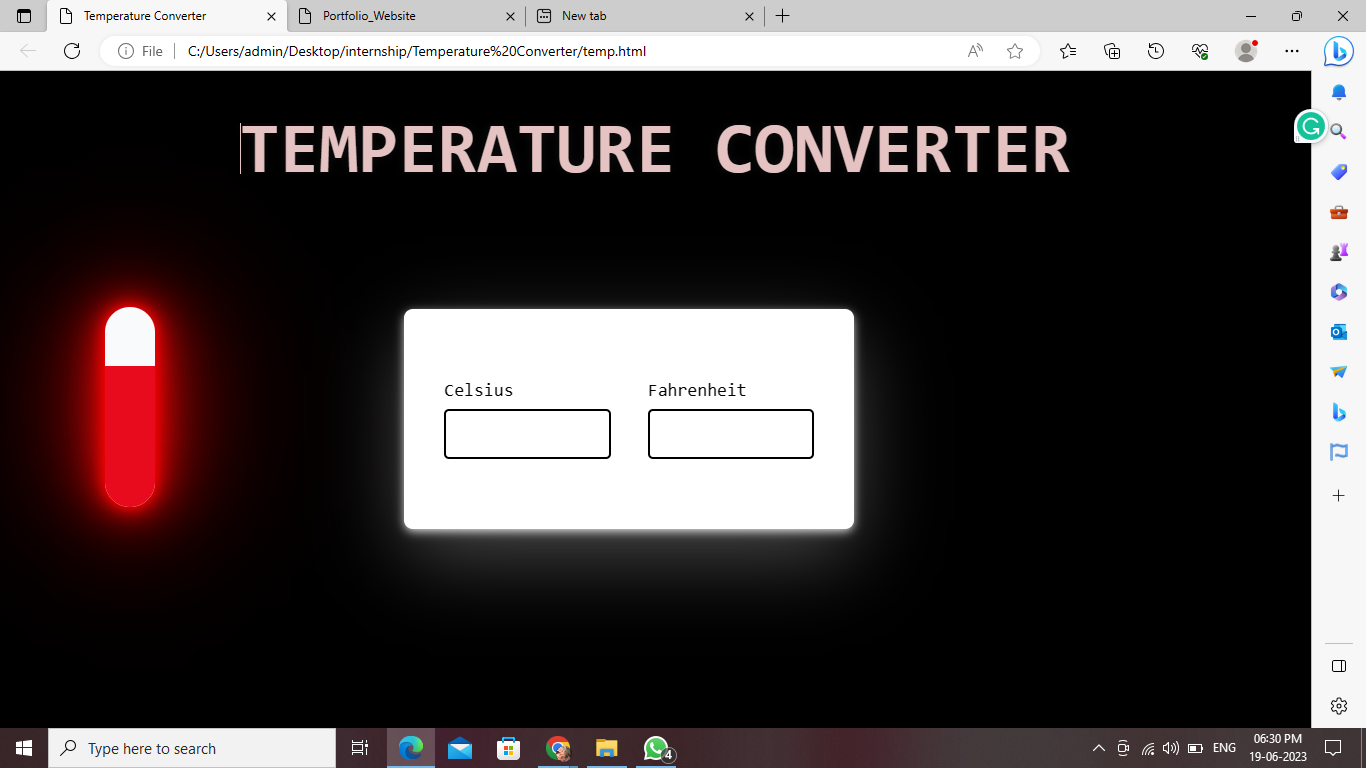 Temperature Converter
Portfolio_Website
New tab
File
C:/Users/admin/Desktop/internship/Temperature%20Converter/temp.html
TEMPERATURE CONVERTER
Celsius
Fahrenheit
Type here to search
4
ENG
06:30 PM
19-06-2023